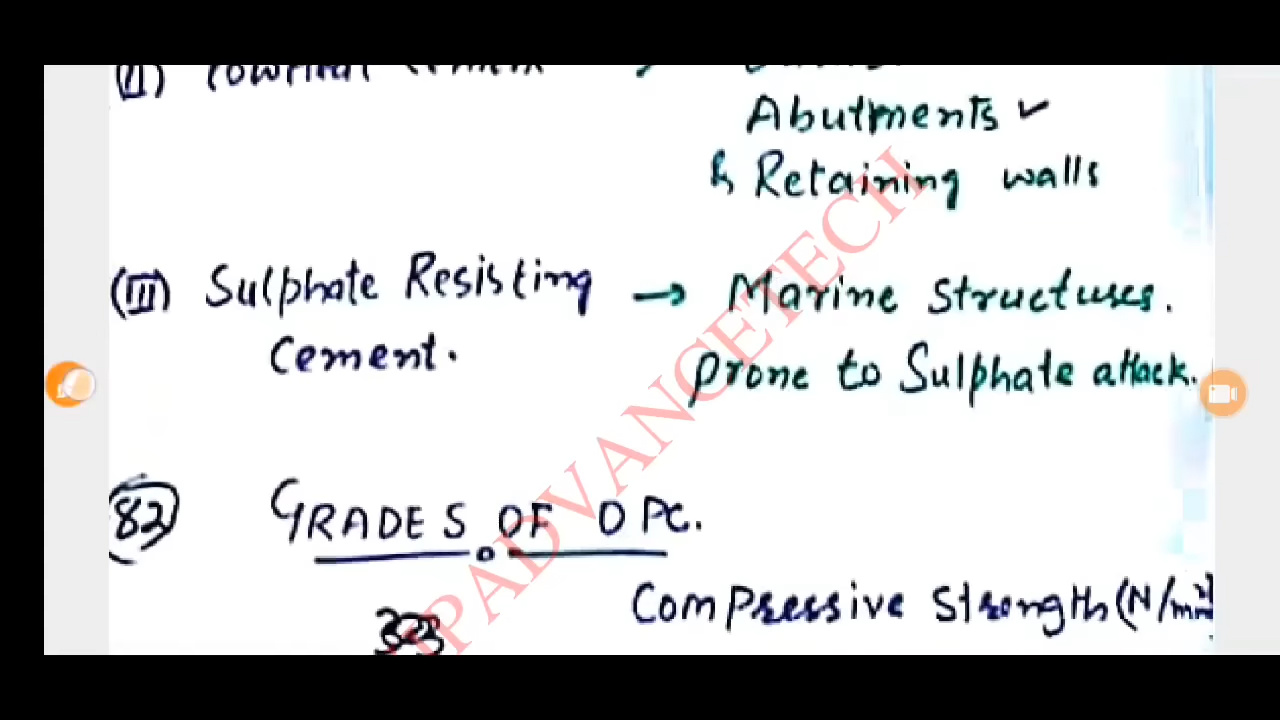 (II)
Abutments ✓
& Retaining walls
(III) Sulphate Resisting → Marine Structures.
Cement. prone to Sulphate attack.
82 GRADES OF OPC.
Compressive Strength (N/mm²)
PADVANCETECH